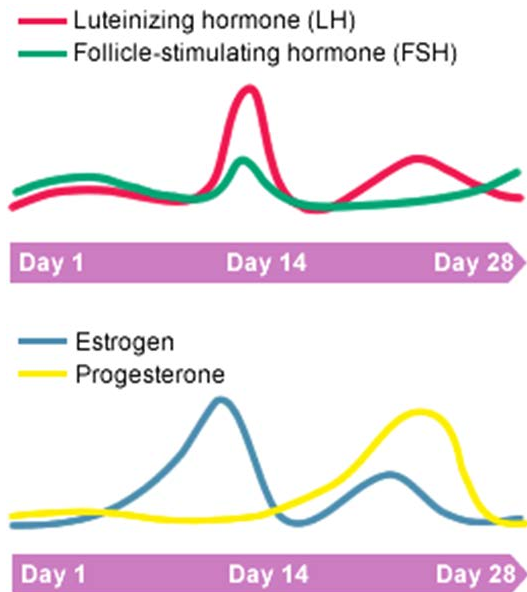 Luteinizing hormone (LH)
Follicle-stimulating hormone (FSH)
Day 1 Day 14 Day 28
Estrogen
Progesterone
Day 1 Day 14 Day 28